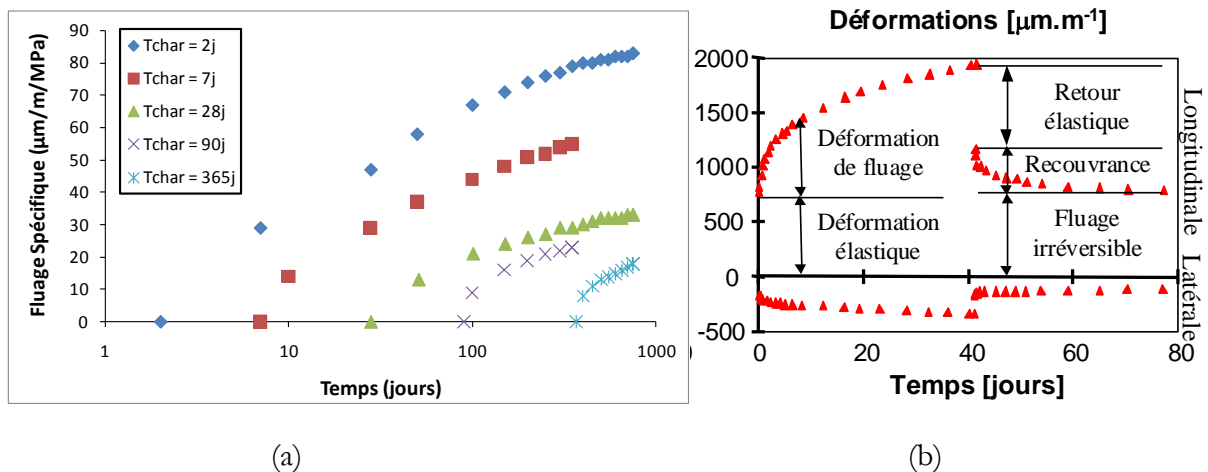 90
80
70
60
50
40
30
20
10
0
Fluage Spécifique (µm/m/MPa)
Tchar = 2j
Tchar = 7j
Tchar = 28j
Tchar = 90j
Tchar = 365j
1 10 100 1000
Temps (jours)
(a)
Déformations [µm.m-1]
2000
1500
1000
500
0
-500
Déformation
de fluage
Déformation
élastique
Retour
élastique
Recouvrance
Fluage
irréversible
Longitudinale
Latérale
0 20 40 60 80
Temps [jours]
(b)